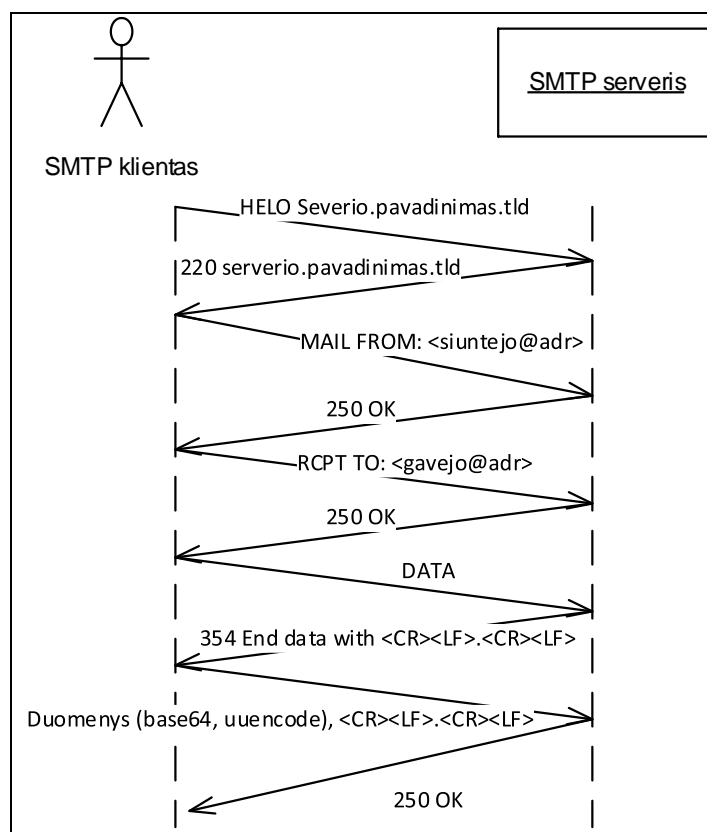 SMTP serveris
SMTP klientas
HELO Severio.pavadinimas.tld
220 serverio.pavadinimas.tld
MAIL FROM: <siuntejo@adr>
250 OK
RCPT TO: <gavejo@adr>
250 OK
DATA
354 End data with <CR><LF>.<CR><LF>
Duomenys (base64, uuencode), <CR><LF>.<CR><LF>
250 OK